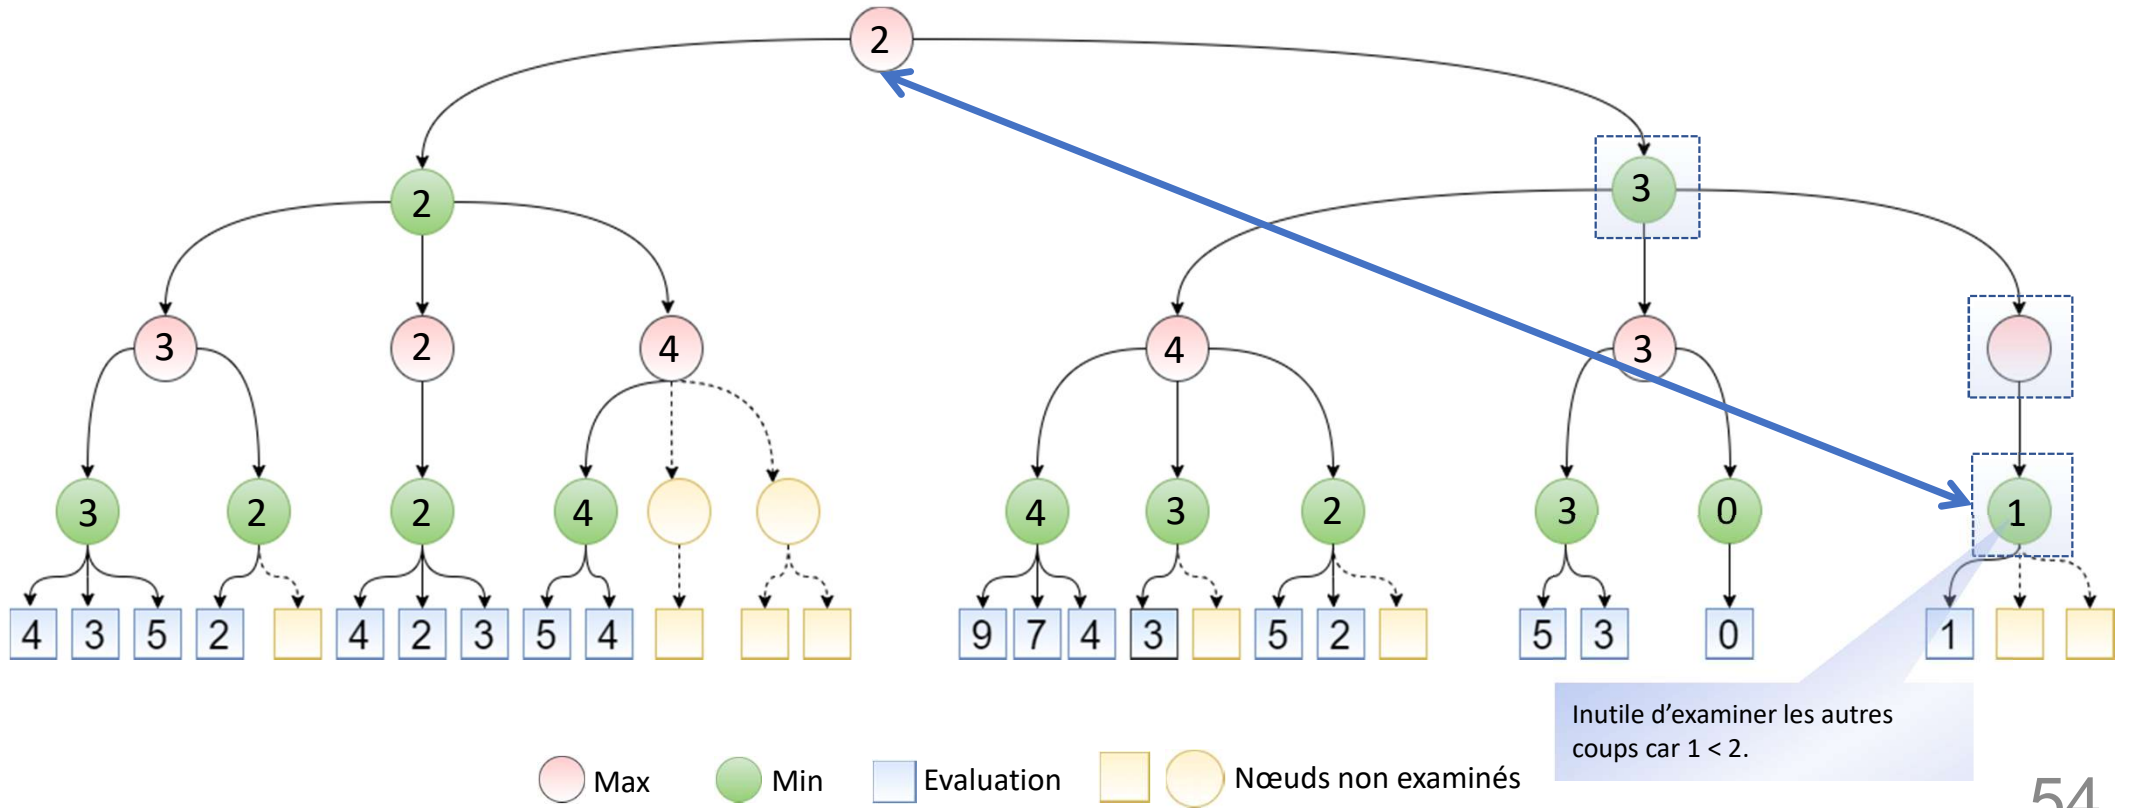 2
2 3
3 2 4 4 3
3 2 2 4 4 3 2 3 0 1
4 3 5 2 4 2 3 5 4 9 7 4 3 5 2 5 3 0 1
Inutile d’examiner les autres
coups car 1 < 2.
Max Min Evaluation Nœuds non examinés
54